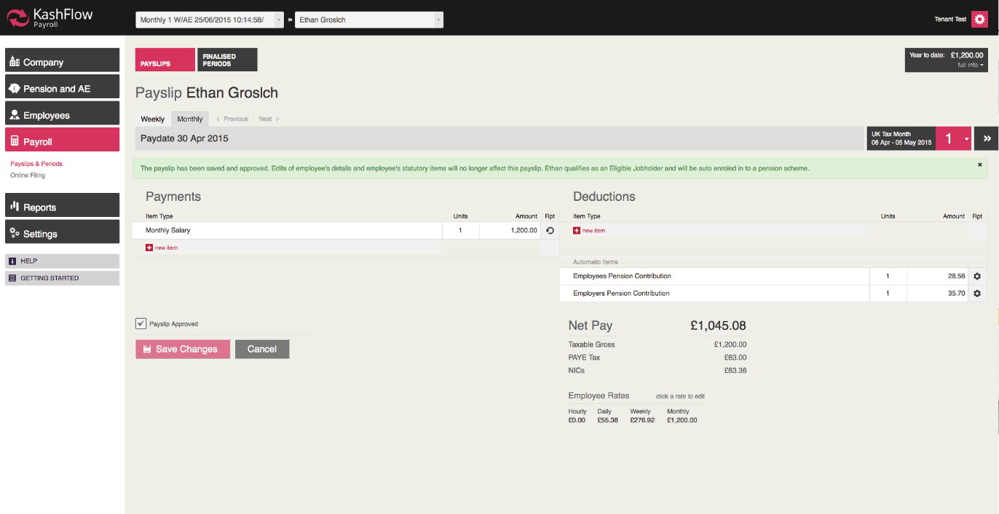 KashFlow
Payroll
Monthly 1 W/AE 25/06/2015 10:14:58/
»
Ethan Groslch
Tenant Test
Company
Pension and AE
Employees
Payroll
Payslips & Periods
Online Filing
Reports
Settings
HELP
GETTING STARTED
PAYSLIPS
FINALISED
PERIODS
Year to date: £1,200.00
full info
Payslip Ethan Groslch
Weekly
Monthly
Previous
Next
Paydate 30 Apr 2015
UK Tax Month
06 Apr - 05 May 2015
1
»
The payslip has been saved and approved. Edits of employee's details and employee's statutory items will no longer affect this payslip. Ethan qualifies as an Eligible Jobholder and will be auto enroled in to a pension scheme.
Payments
Item Type Units Amount Rpt
Monthly Salary 1 1,200.00
new item
Deductions
Item Type Units Amount Rpt
new item
Automatic Items
Employees Pension Contribution 1 28.56
Employers Pension Contribution 1 35.70
Payslip Approved
Save Changes
Cancel
Net Pay £1,045.08
Taxable Gross £1,200.00
PAYE Tax £63.00
NICs £63.36
Employee Rates click a rate to edit
Hourly Daily Weekly Monthly
£0.00 £55.38 £276.92 £1,200.00